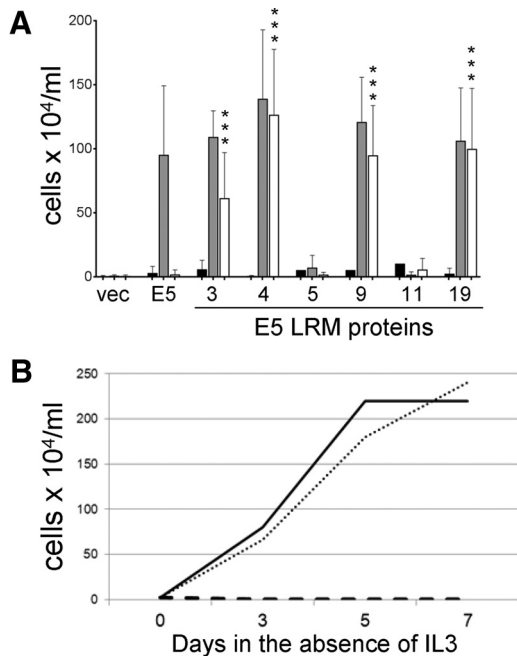 A
cells x 10⁴/ml
200
150
100
50
0
***
***
***
***
vec E5 3 4 5 9 11 19
E5 LRM proteins
B
cells x 10⁴/ml
250
200
150
100
50
0
0 3 5 7
Days in the absence of IL3